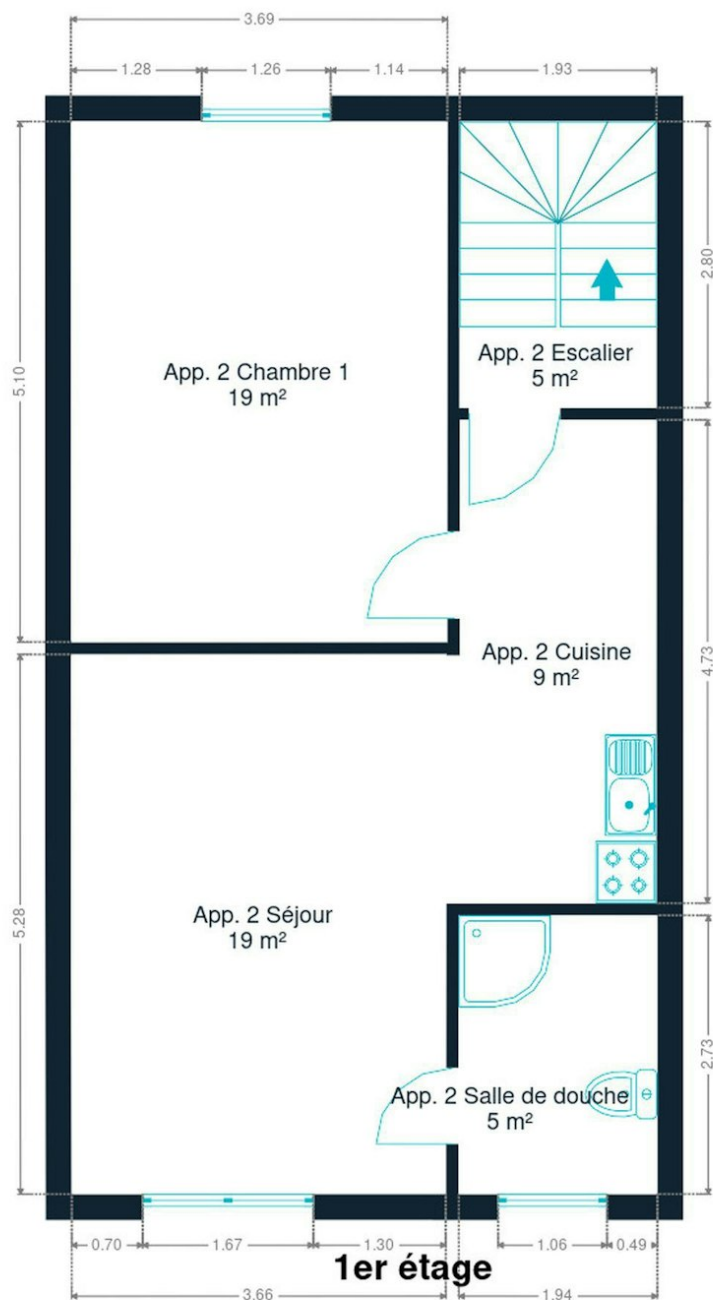 3.69
1.28 1.26 1.14 1.93
2.80
App. 2 Escalier
5 m²
App. 2 Chambre 1
19 m²
5.10
App. 2 Cuisine
9 m²
4.73
App. 2 Séjour
19 m²
5.28
2.73
App. 2 Salle de douche
5 m²
0.70 1.67 1.30 1.06 0.49
1er étage
3.66 1.94